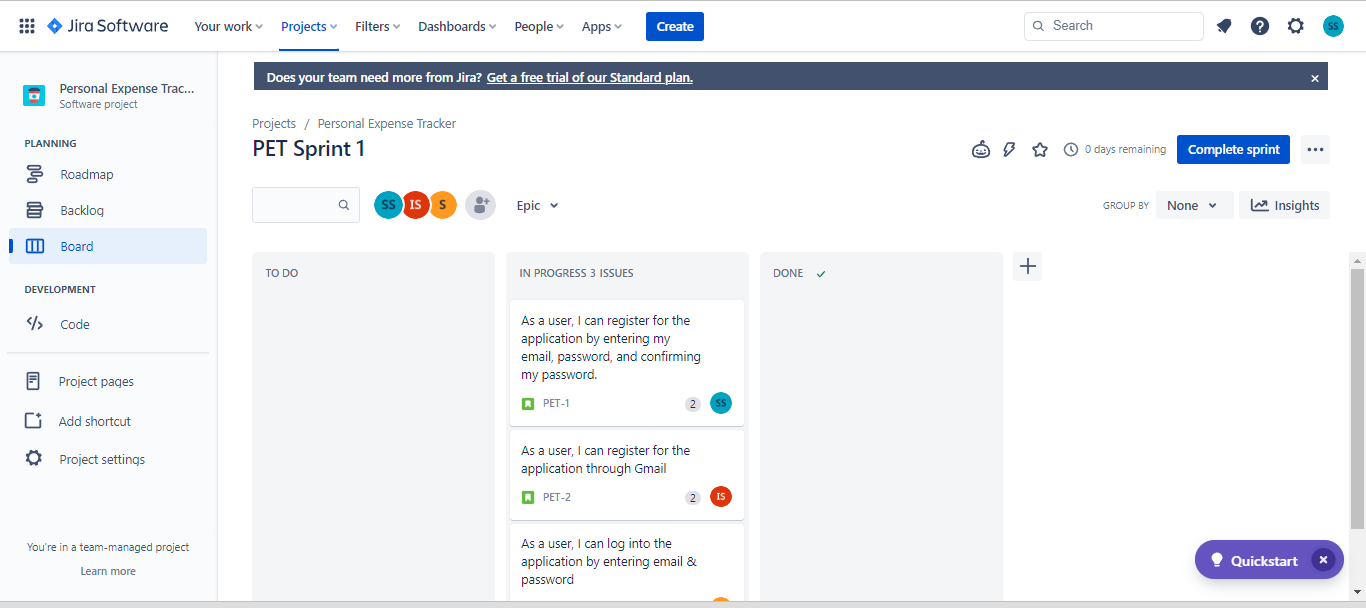 Jira Software
Your work
Projects
Filters
Dashboards
People
Apps
Create
Search
SS
Personal Expense Trac...
Software project
PLANNING
Roadmap
Backlog
Board
DEVELOPMENT
Code
Project pages
Add shortcut
Project settings
You're in a team-managed project
Learn more
Does your team need more from Jira? Get a free trial of our Standard plan.
Projects / Personal Expense Tracker
PET Sprint 1
0 days remaining
Complete sprint
SS
IS
S
Epic
GROUP BY
None
Insights
TO DO
IN PROGRESS 3 ISSUES
As a user, I can register for the
application by entering my
email, password, and confirming
my password.
PET-1
2
SS
As a user, I can register for the
application through Gmail
PET-2
2
IS
As a user, I can log into the
application by entering email &
password
DONE
Quickstart